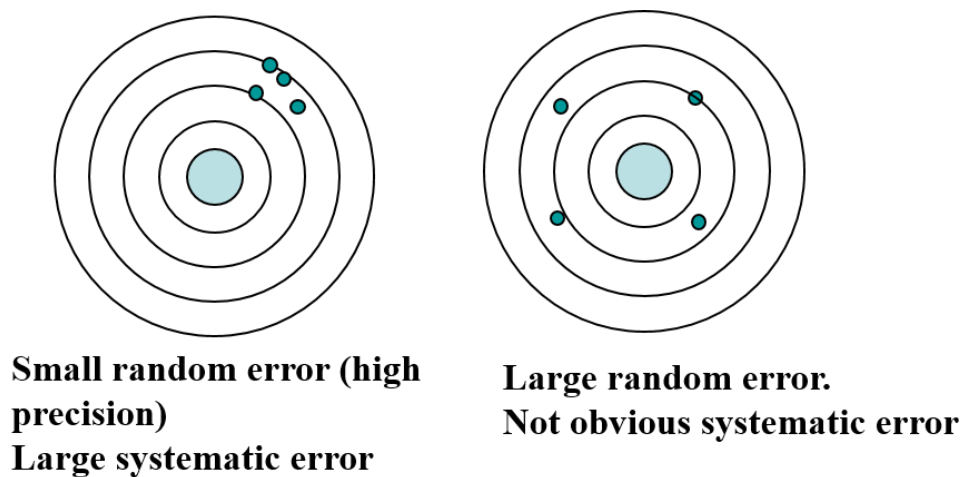 Small random error (high
precision)
Large systematic error
Large random error.
Not obvious systematic error